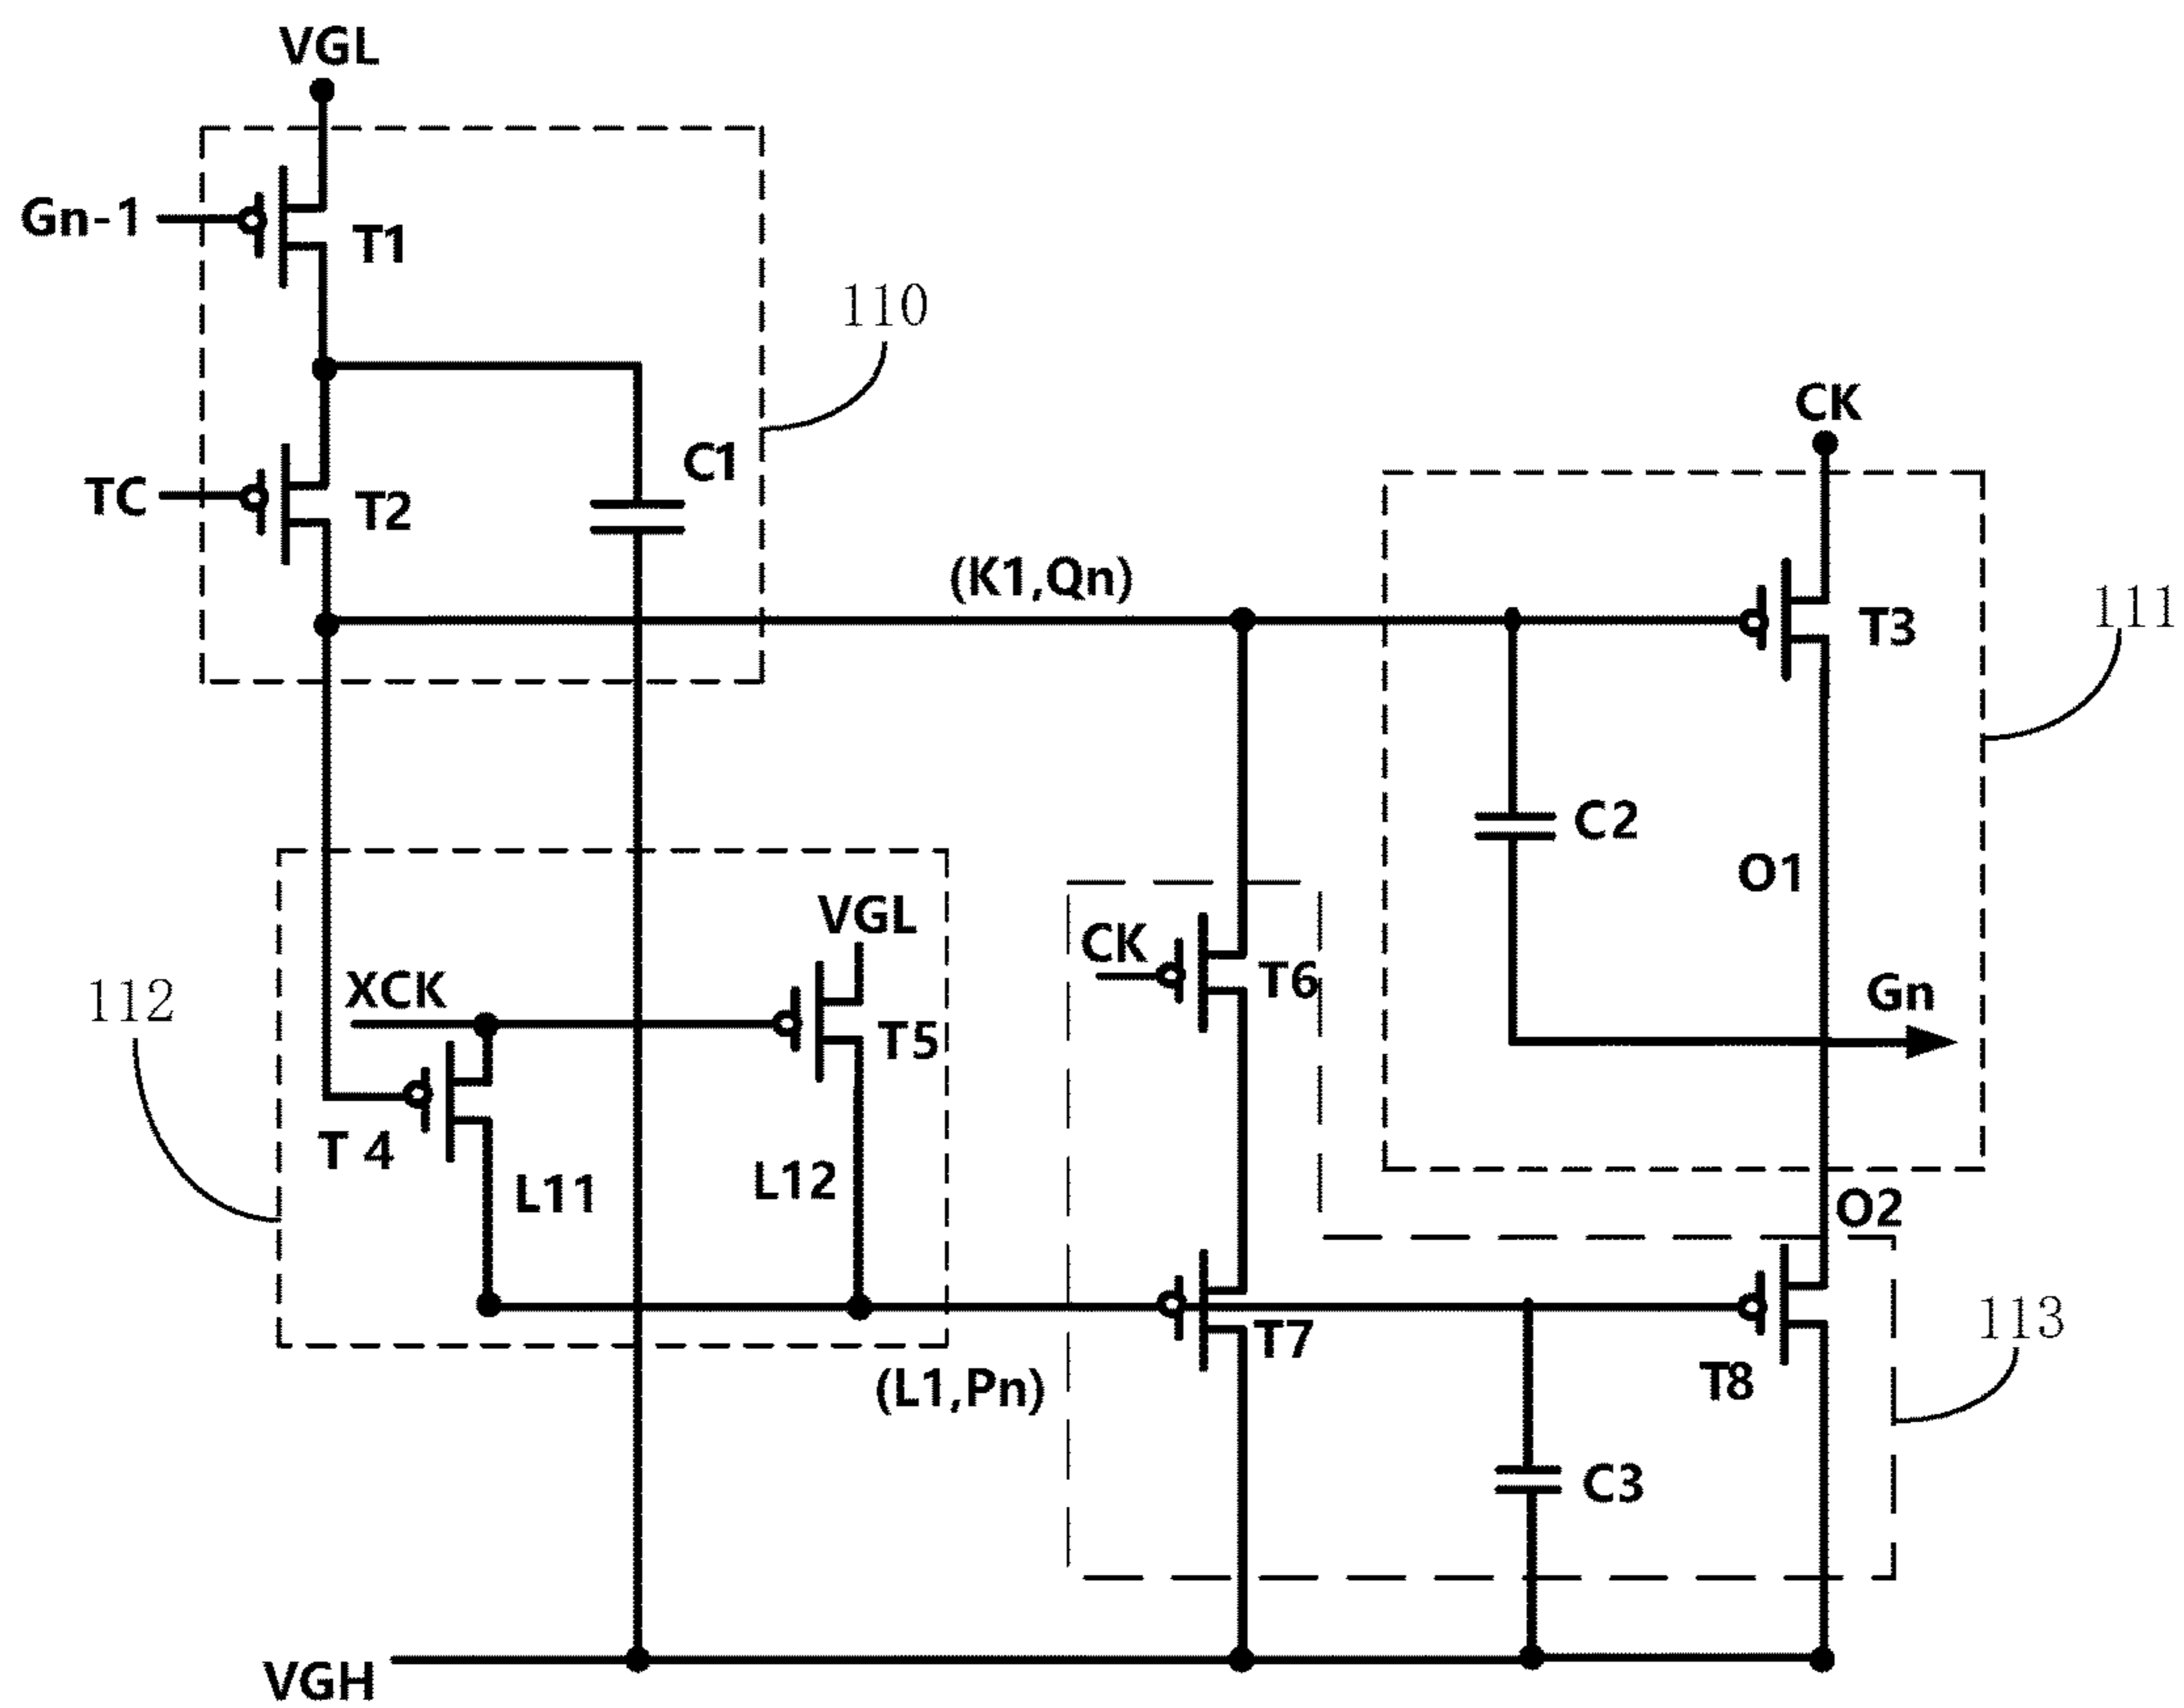 VGL
Gn-1
T1
110
CK
C1
TC
T2
(K1,Qn)
T3
111
C2
O1
VGL
CK
T6
XCK
112
T5
Gn
T 4
L11
L12
O2
113
T7
(L1,Pn)
T8
C3
VGH